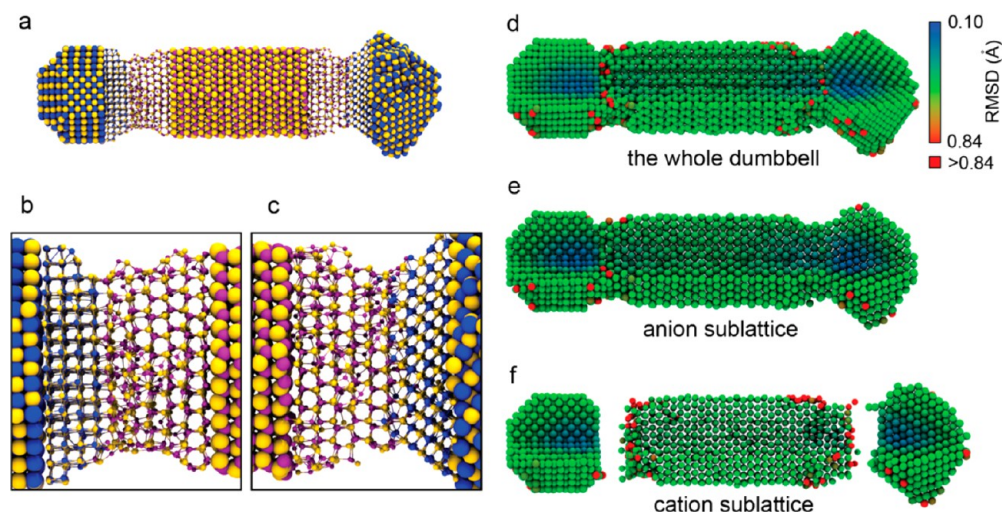 a
b
c
d
the whole dumbbell
0.10
RMSD (Å)
0.84
>0.84
e
anion sublattice
f
cation sublattice